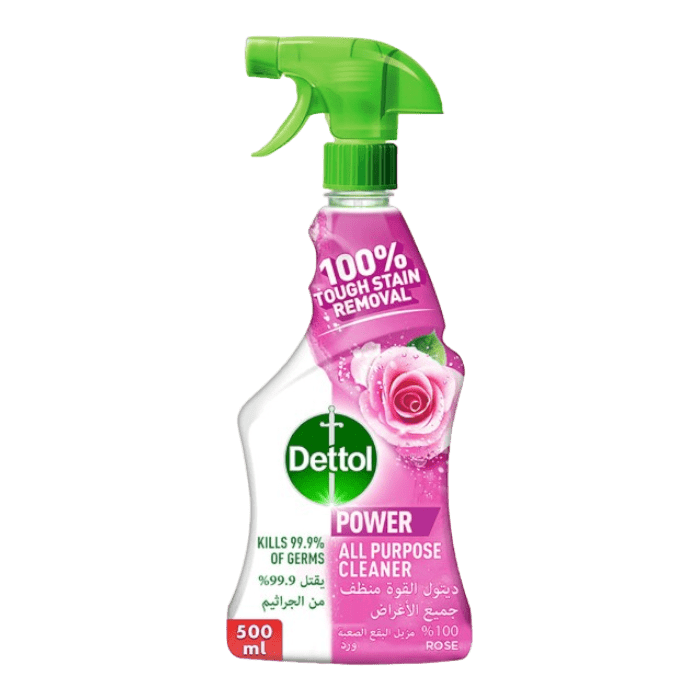 100%
TOUGH STAIN
REMOVAL
Dettol
POWER
KILLS 99.9%
OF GERMS
ALL PURPOSE
CLEANER
يقتل 99.9%
من الجراثيم
ديتول القوة منظف
جميع الأغراض
100% مزيل البقع الصعبة
ورد
ROSE
500
ml